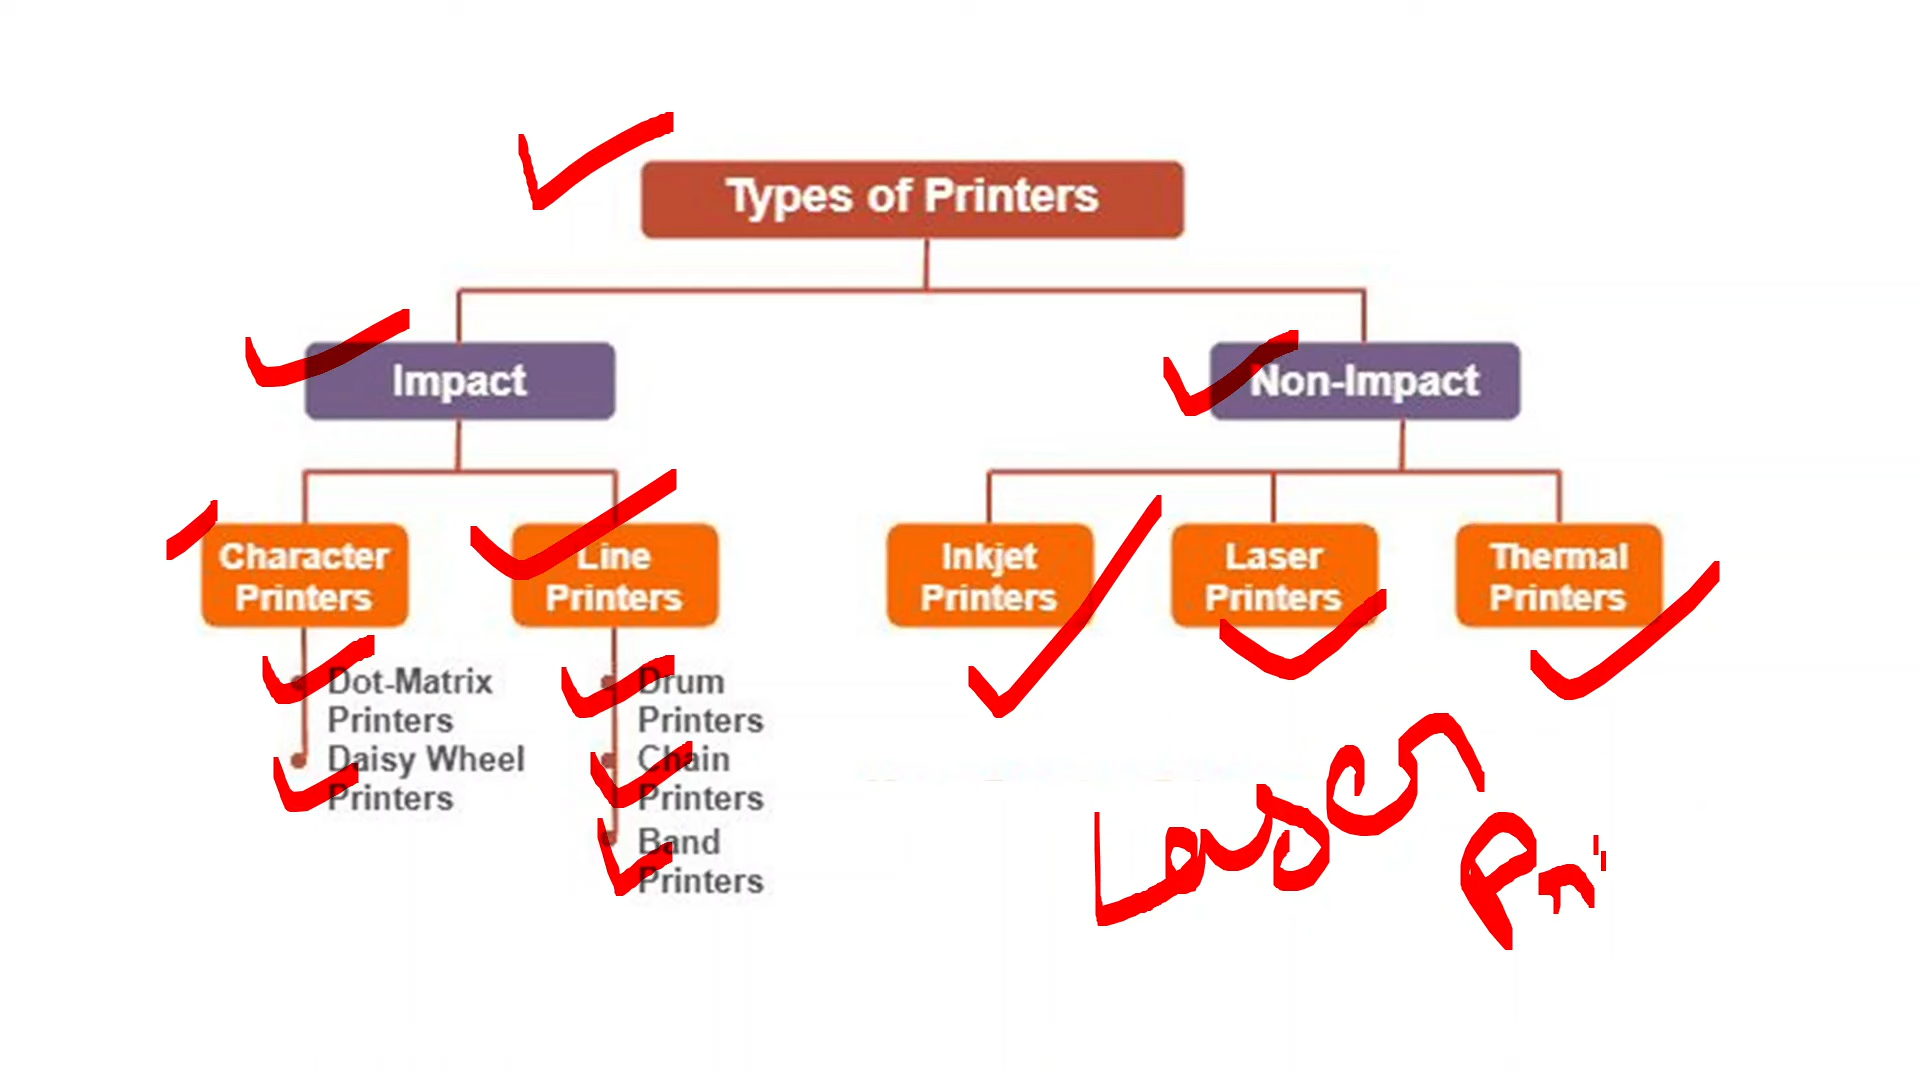 Types of Printers
Impact
Non-Impact
Character
Printers
Line
Printers
Inkjet
Printers
Laser
Printers
Thermal
Printers
Dot-Matrix
Printers
Daisy Wheel
Printers
Drum
Printers
Chain
Printers
Band
Printers
Laser
Pri